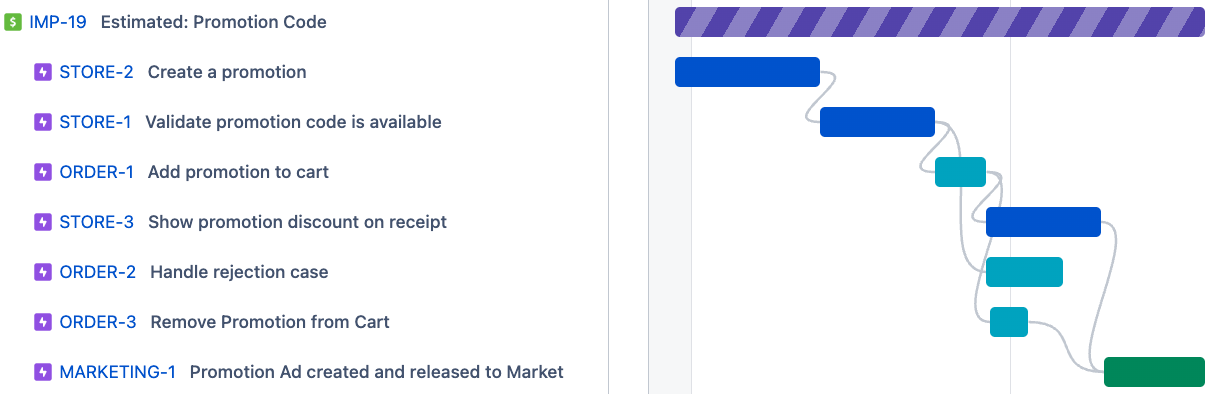 $ IMP-19 Estimated: Promotion Code
STORE-2 Create a promotion
STORE-1 Validate promotion code is available
ORDER-1 Add promotion to cart
STORE-3 Show promotion discount on receipt
ORDER-2 Handle rejection case
ORDER-3 Remove Promotion from Cart
MARKETING-1 Promotion Ad created and released to Market